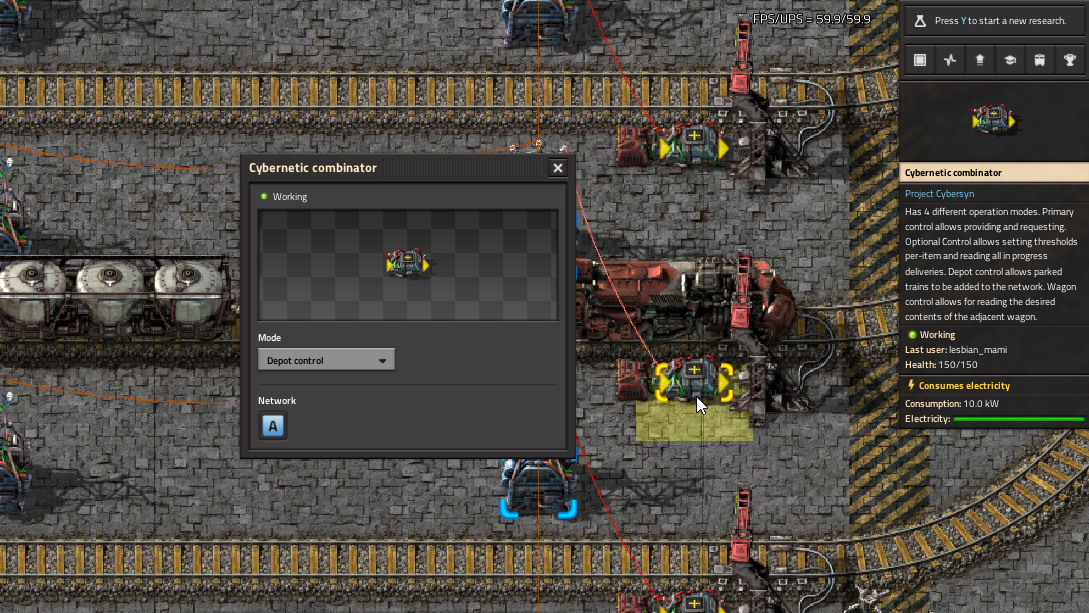 FPS/UPS = 59.9/59.9
Press Y to start a new research.
Cybernetic combinator
Working
Mode
Depot control
Network
A
Cybernetic combinator
Project Cybersyn
Has 4 different operation modes. Primary
control allows providing and requesting.
Optional Control allows setting thresholds
per-item and reading all in progress
deliveries. Depot control allows parked
trains to be added to the network. Wagon
control allows for reading the desired
contents of the adjacent wagon.
Working
Last user: lesbian_mami
Health: 150/150
Consumes electricity
Consumption: 10.0 kW
Electricity: